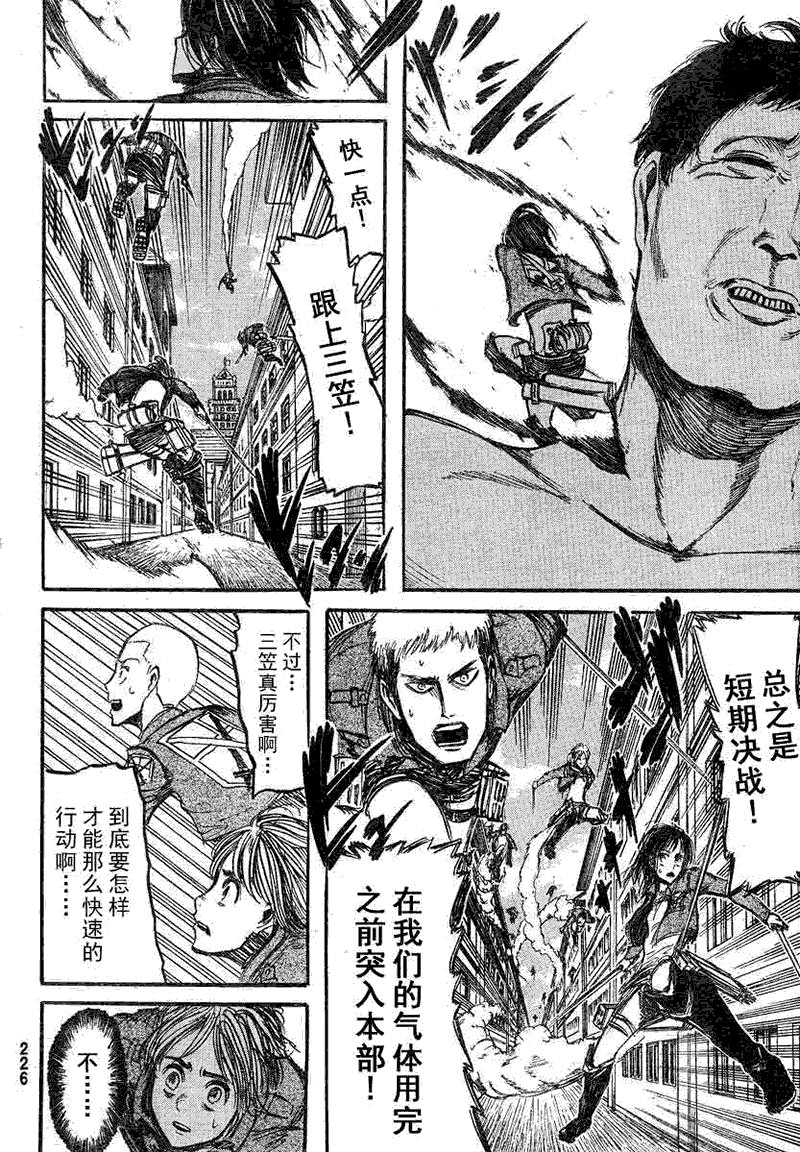 快一点！
跟上三笠！
总之是
短期决战！
在我们的气体用完
之前突入本部！
不过…
三笠真厉害啊……
到底要怎样
才能那么快速的
行动啊……
不……
226